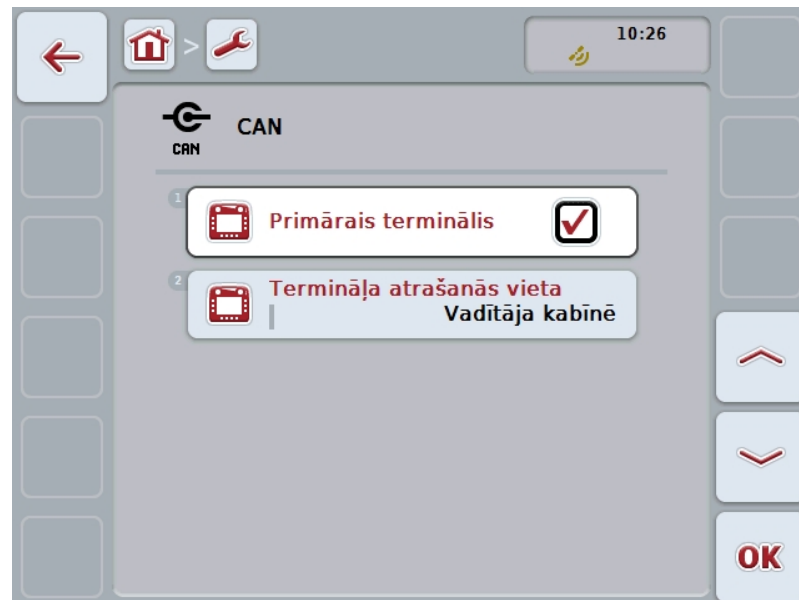 >
10:26
CAN
CAN
1
Primārais terminālis
2
Termināļa atrašanās vieta
Vadītāja kabīnē
OK